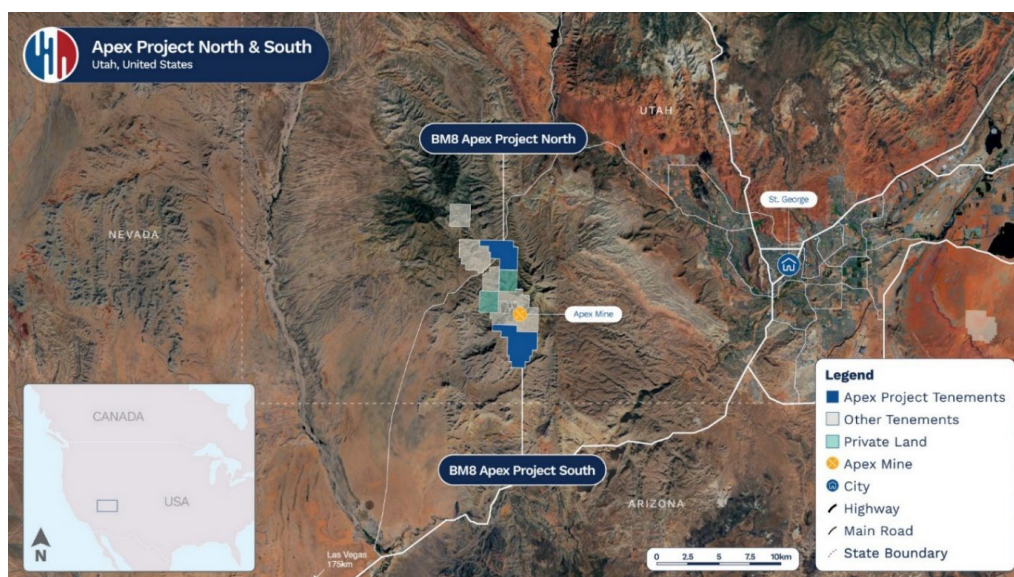 Apex Project North & South
Utah, United States
UTAH
BM8 Apex Project North
St. George
NEVADA
Apex Mine
Legend
Apex Project Tenements
Other Tenements
Private Land
Apex Mine
City
Highway
Main Road
State Boundary
CANADA
USA
N
BM8 Apex Project South
ARIZONA
Las Vegas
175km
0 2.5 5 7.5 10km